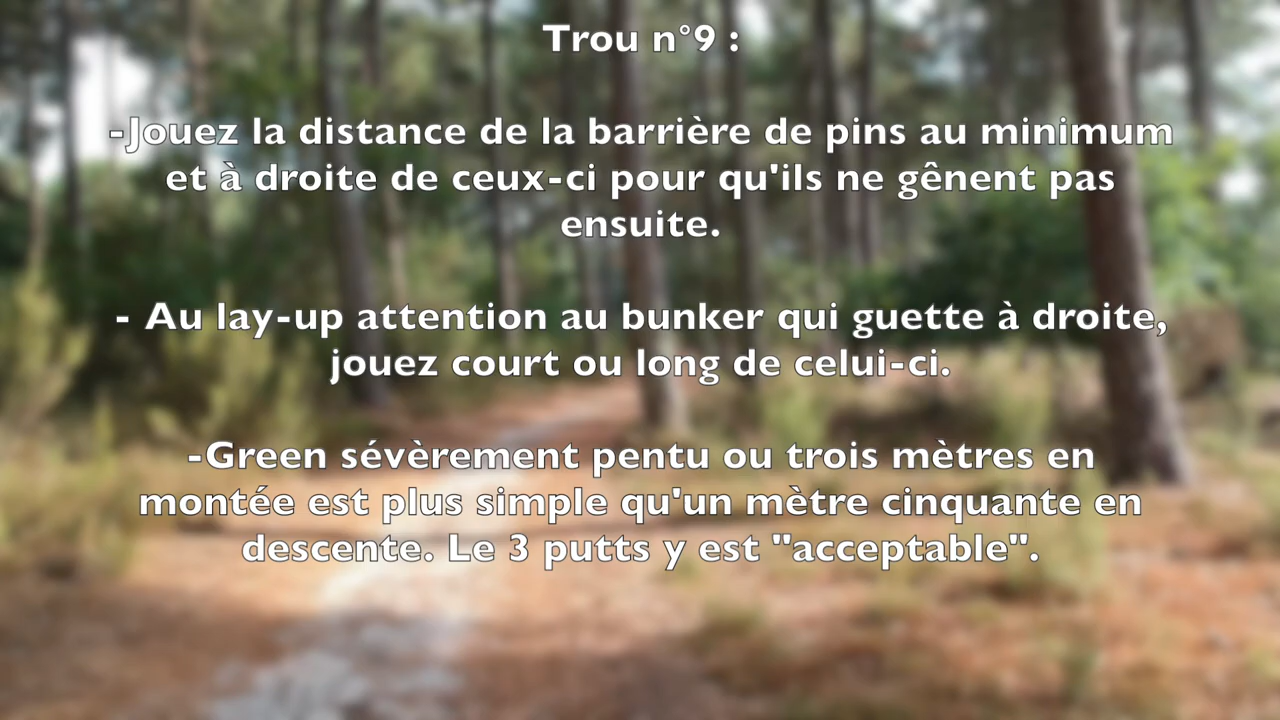 Trou n°9 :
-Jouez la distance de la barrière de pins au minimum
et à droite de ceux-ci pour qu'ils ne gênent pas
ensuite.
- Au lay-up attention au bunker qui guette à droite,
jouez court ou long de celui-ci.
-Green sévèrement pentu ou trois mètres en
montée est plus simple qu'un mètre cinquante en
descente. Le 3 putts y est "acceptable".